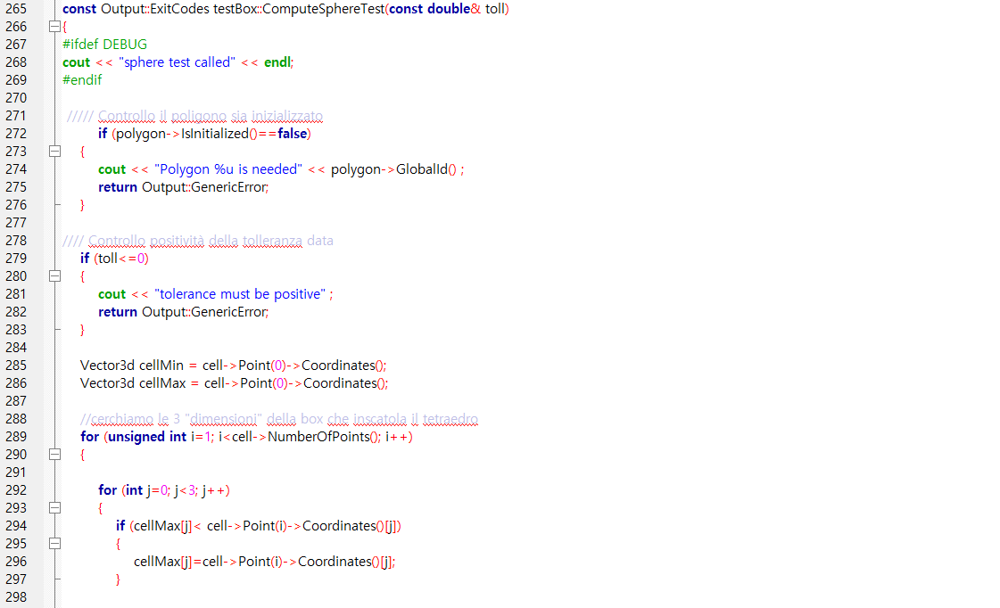 265 const Output::ExitCodes testBox::ComputeSphereTest(const double& toll)
266 {
267 #ifdef DEBUG
268 cout << "sphere test called" << endl;
269 #endif
270
271 ///// Controllo il poligono sia inizializzato
272 if (polygon->IsInitialized()==false)
273 {
274 cout << "Polygon %u is needed" << polygon->GlobalId() ;
275 return Output::GenericError;
276 }
277
278 //// Controllo positività della tolleranza data
279 if (toll<=0)
280 {
281 cout << "tolerance must be positive" ;
282 return Output::GenericError;
283 }
284
285 Vector3d cellMin = cell->Point(0)->Coordinates();
286 Vector3d cellMax = cell->Point(0)->Coordinates();
287
288 //cerchiamo le 3 "dimensioni" della box che inscatola il tetraedro
289 for (unsigned int i=1; i<cell->NumberOfPoints(); i++)
290 {
291
292 for (int j=0; j<3; j++)
293 {
294 if (cellMax[j]< cell->Point(i)->Coordinates()[j])
295 {
296 cellMax[j]=cell->Point(i)->Coordinates()[j];
297 }
298